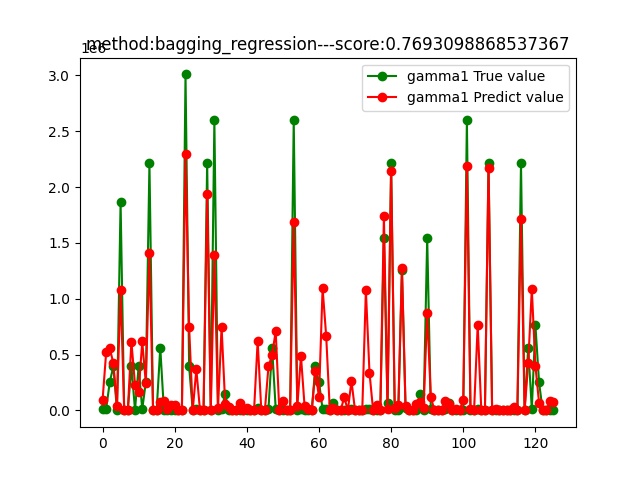 method:bagging_regression---score:0.7693098868537367
1e6
gamma1 True value
gamma1 Predict value
3.0
2.5
2.0
1.5
1.0
0.5
0.0
0 20 40 60 80 100 120